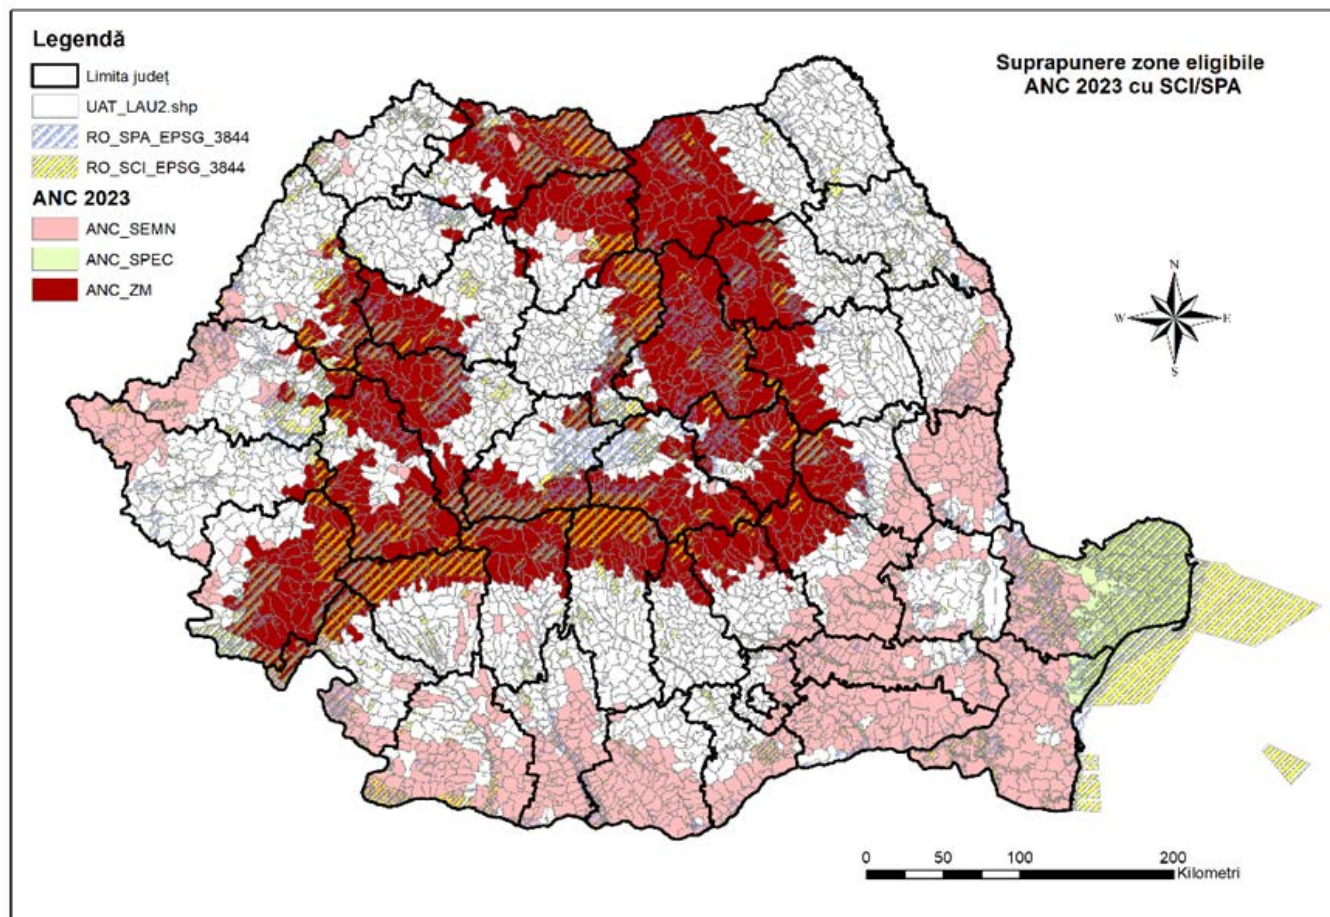 Legendă
Limita județ
UAT_LAU2.shp
RO_SPA_EPSG_3844
RO_SCI_EPSG_3844
ANC 2023
ANC_SEMN
ANC_SPEC
ANC_ZM
Suprapunere zone eligibile
ANC 2023 cu SCI/SPA
N
W
E
S
0 50 100 200
Kilometri